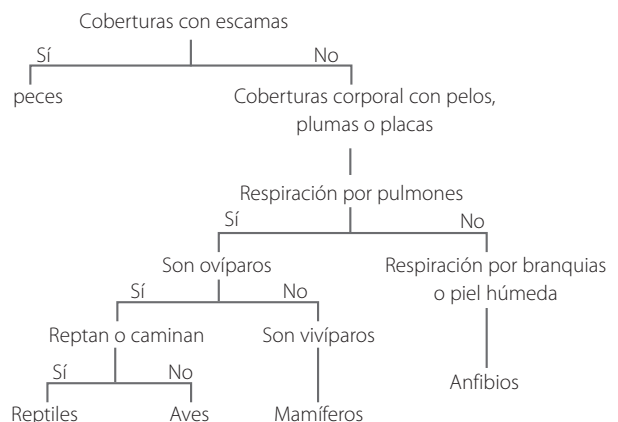 Coberturas con escamas
Sí
No
peces
Coberturas corporal con pelos,
plumas o placas
Respiración por pulmones
Sí
No
Son ovíparos
Respiración por branquias
o piel húmeda
Sí
No
Reptan o caminan
Son vivíparos
Sí
No
Anfibios
Reptiles
Aves
Mamíferos